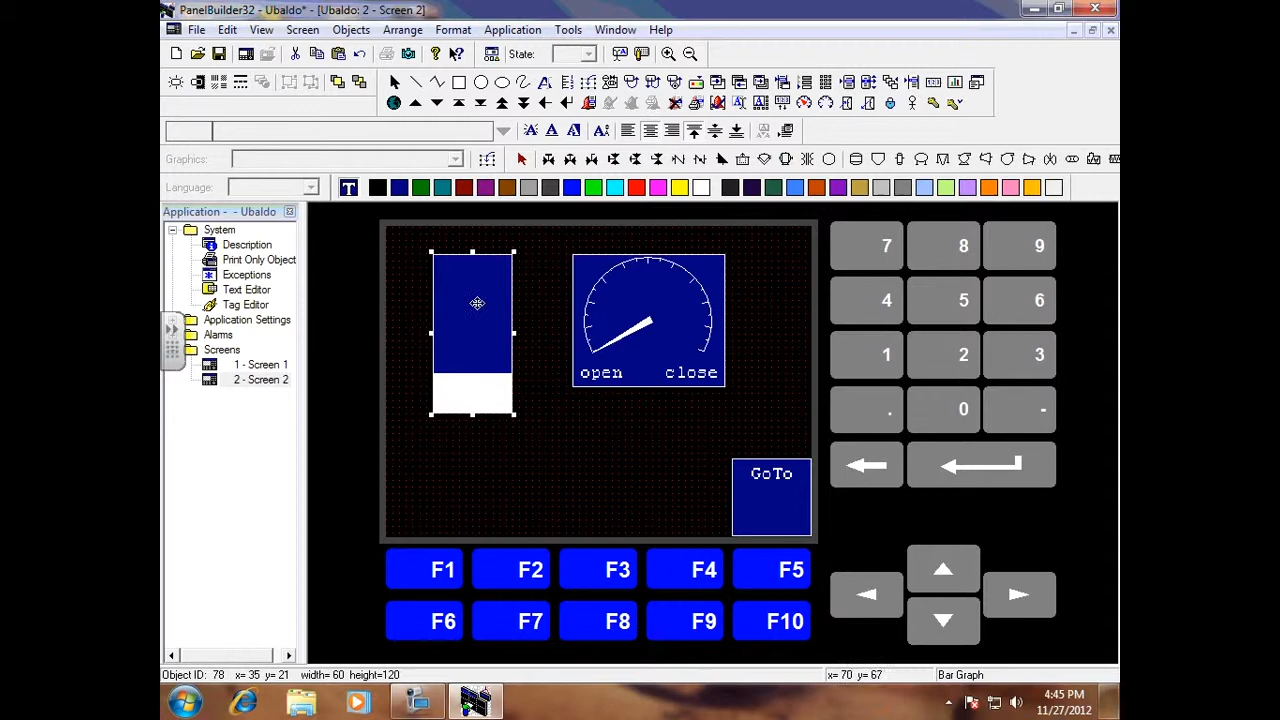 PanelBuilder32 - Ubaldo* - [Ubaldo: 2 - Screen 2]
File Edit View Screen Objects Arrange Format Application Tools Window Help
State:
Graphics:
Language:
Application - - Ubaldo
System
Description
Print Only Object
Exceptions
Text Editor
Tag Editor
Application Settings
Alarms
Screens
1 - Screen 1
2 - Screen 2
open close
GoTo
7 8 9
4 5 6
1 2 3
. 0 -
F1 F2 F3 F4 F5
F6 F7 F8 F9 F10
Object ID: 78 x= 35 y= 21 width= 60 height=120 x= 70 y= 67 Bar Graph
4:45 PM
11/27/2012